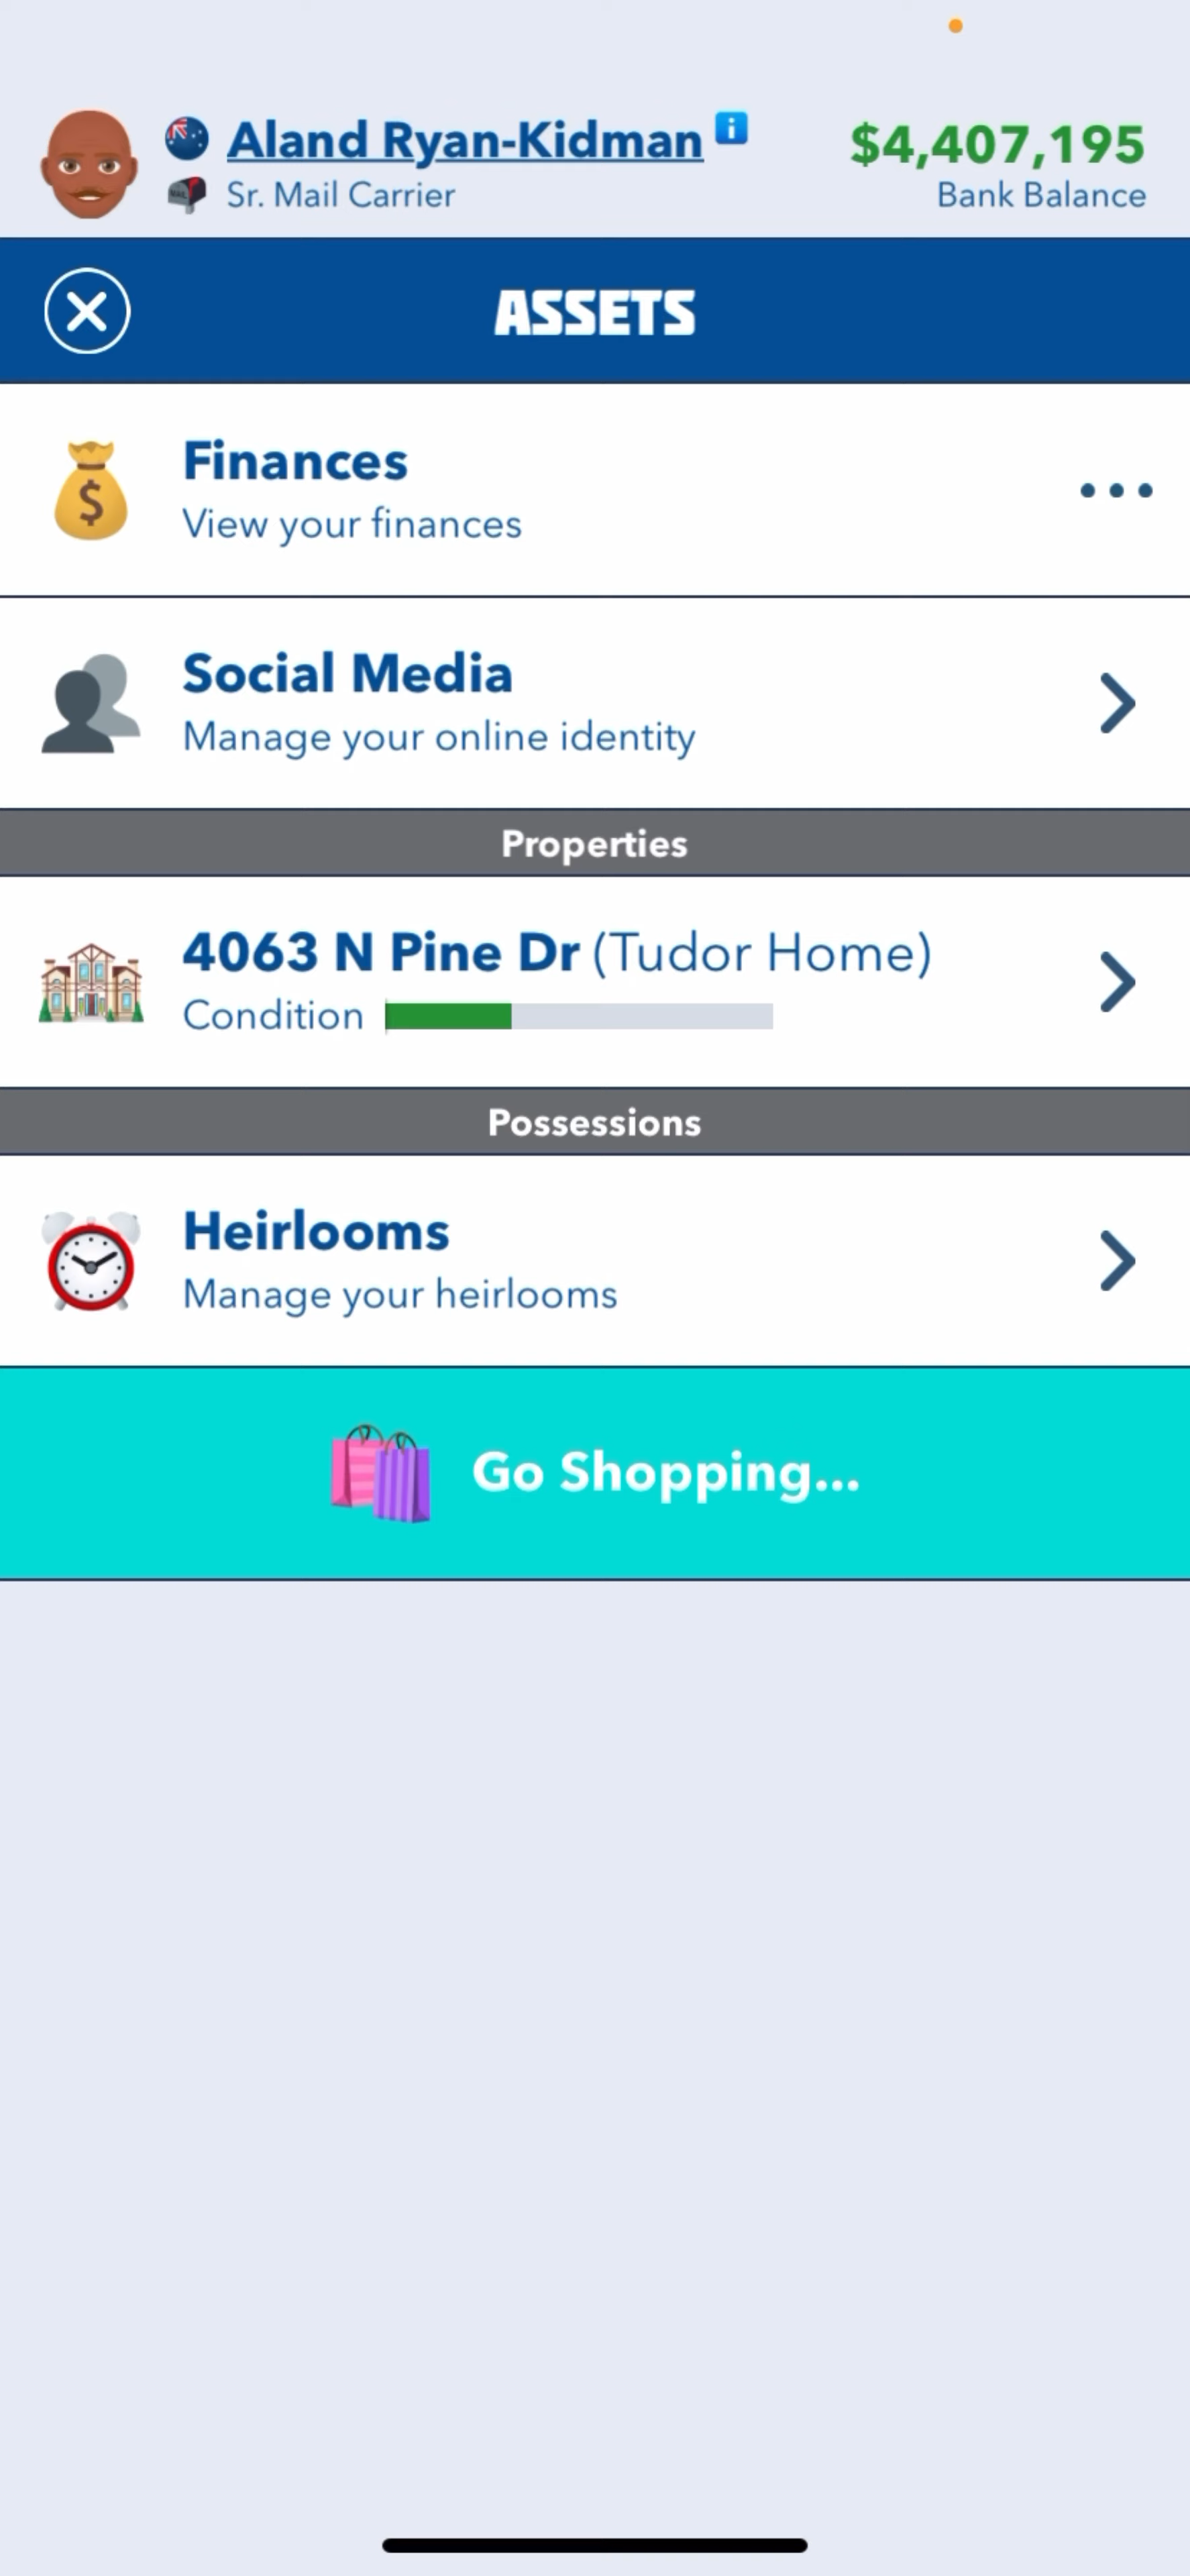 Aland Ryan-Kidman i
$4,407,195
Sr. Mail Carrier
Bank Balance
ASSETS
Finances
View your finances
Social Media
Manage your online identity
Properties
4063 N Pine Dr (Tudor Home)
Condition
Possessions
Heirlooms
Manage your heirlooms
Go Shopping...